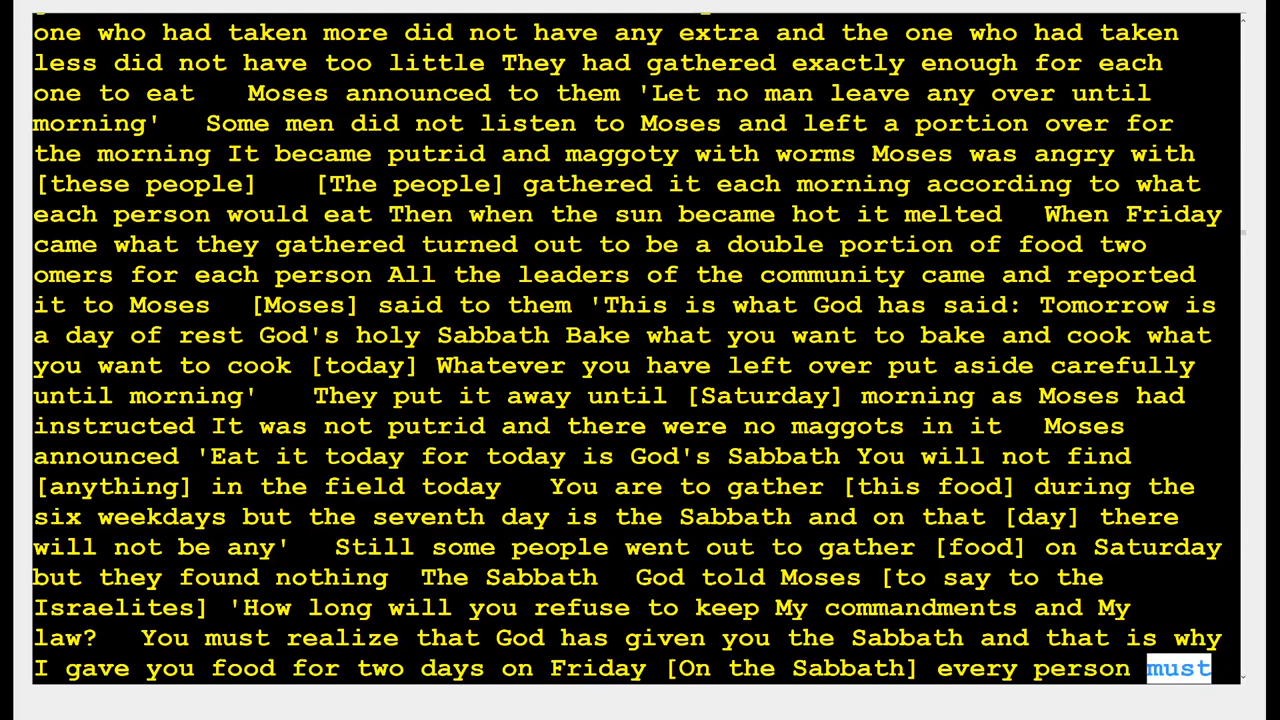 one who had taken more did not have any extra and the one who had taken
less did not have too little They had gathered exactly enough for each
one to eat   Moses announced to them 'Let no man leave any over until
morning'   Some men did not listen to Moses and left a portion over for
the morning It became putrid and maggoty with worms Moses was angry with
[these people]   [The people] gathered it each morning according to what
each person would eat Then when the sun became hot it melted   When Friday
came what they gathered turned out to be a double portion of food two
omers for each person All the leaders of the community came and reported
it to Moses   [Moses] said to them 'This is what God has said: Tomorrow is
a day of rest God's holy Sabbath Bake what you want to bake and cook what
you want to cook [today] Whatever you have left over put aside carefully
until morning'   They put it away until [Saturday] morning as Moses had
instructed It was not putrid and there were no maggots in it   Moses
announced 'Eat it today for today is God's Sabbath You will not find
[anything] in the field today   You are to gather [this food] during the
six weekdays but the seventh day is the Sabbath and on that [day] there
will not be any'   Still some people went out to gather [food] on Saturday
but they found nothing  The Sabbath  God told Moses [to say to the
Israelites] 'How long will you refuse to keep My commandments and My
law?   You must realize that God has given you the Sabbath and that is why
I gave you food for two days on Friday [On the Sabbath] every person must